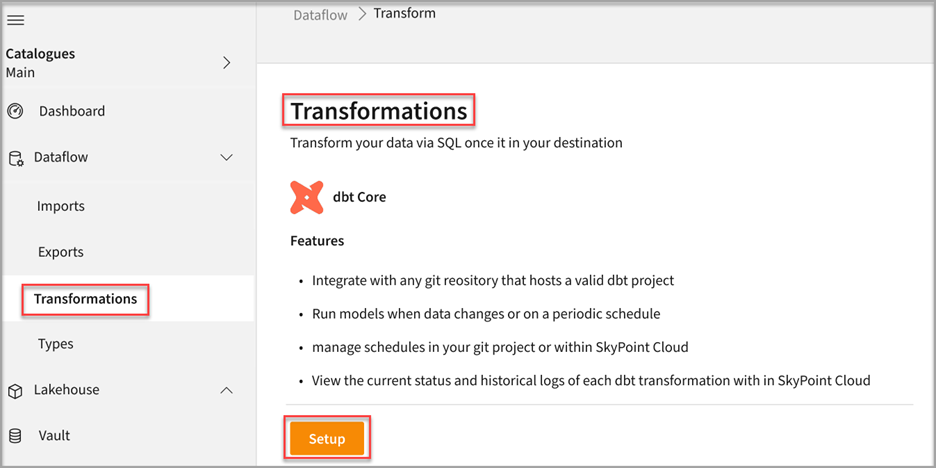 Dataflow > Transform
Catalogues
Main
Dashboard
Dataflow
Imports
Exports
Transformations
Types
Lakehouse
Vault
Transformations
Transform your data via SQL once it in your destination
dbt Core
Features
• Integrate with any git reository that hosts a valid dbt project
• Run models when data changes or on a periodic schedule
• manage schedules in your git project or within SkyPoint Cloud
• View the current status and historical logs of each dbt transformation with in SkyPoint Cloud
Setup